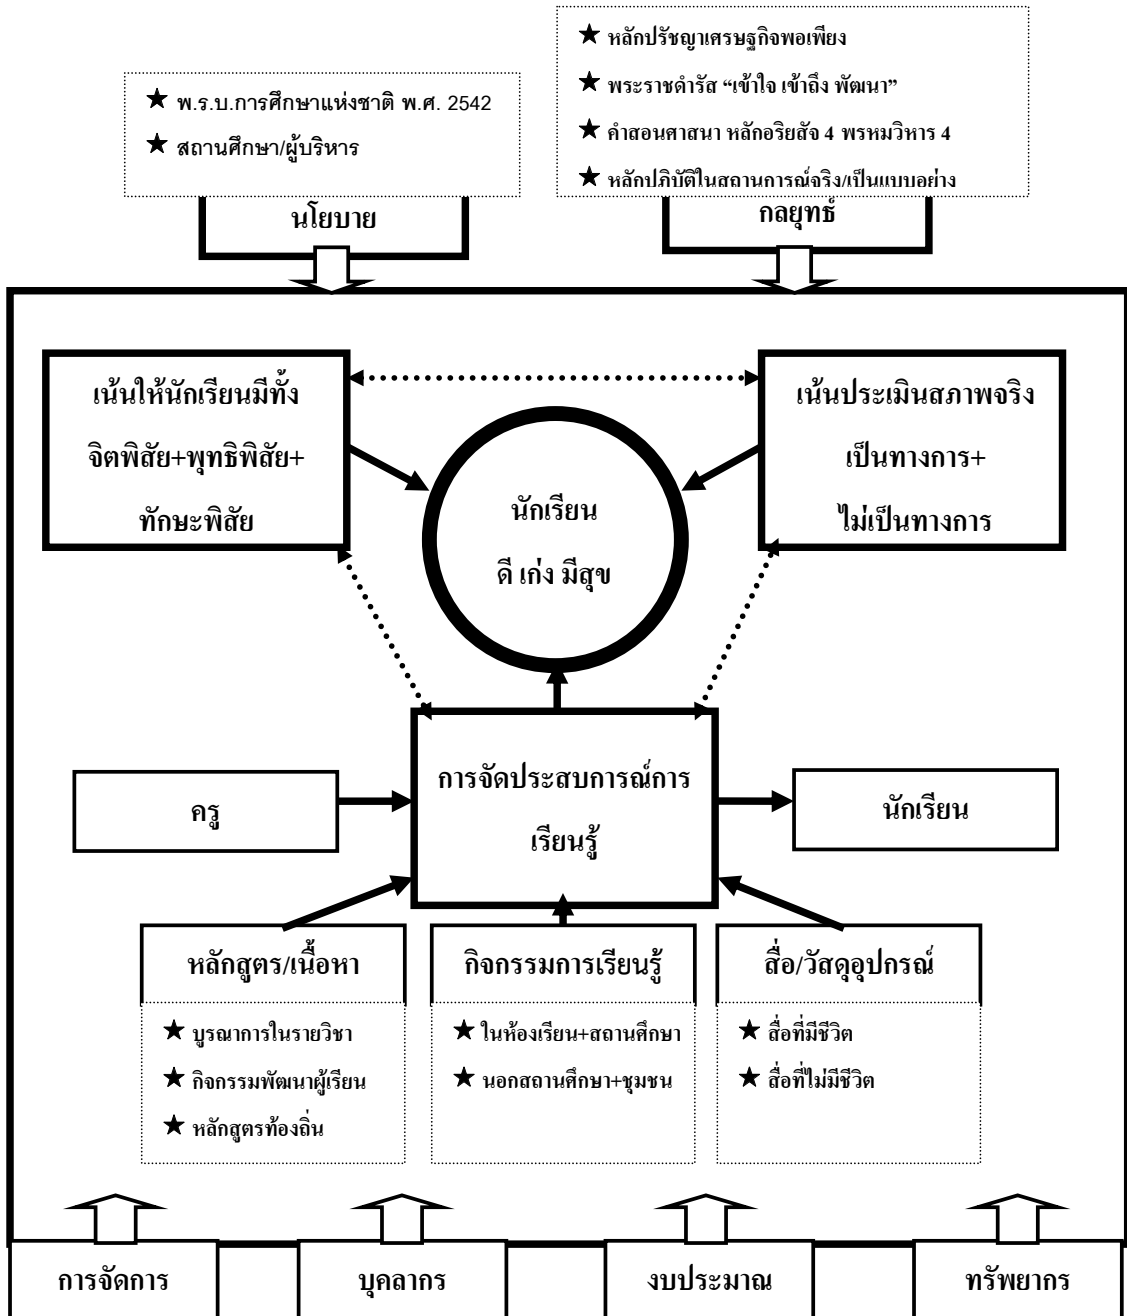 ★ หลักปรัชญาเศรษฐกิจพอเพียง
★ พระราชดำรัส “เข้าใจ เข้าถึง พัฒนา”
★ คำสอนศาสนา หลักอริยสัจ 4 พรหมวิหาร 4
★ หลักปฏิบัติในสถานการณ์จริง/เป็นแบบอย่าง
★ พ.ร.บ.การศึกษาแห่งชาติ พ.ศ. 2542
★ สถานศึกษา/ผู้บริหาร
นโยบาย
กลยุทธ์
เน้นให้นักเรียนมีทั้ง
จิตพิสัย+พุทธิพิสัย+
ทักษะพิสัย
เน้นประเมินสภาพจริง
เป็นทางการ+
ไม่เป็นทางการ
นักเรียน
ดี เก่ง มีสุข
ครู
การจัดประสบการณ์การ
เรียนรู้
นักเรียน
หลักสูตร/เนื้อหา
★ บูรณาการในรายวิชา
★ กิจกรรมพัฒนาผู้เรียน
★ หลักสูตรท้องถิ่น
กิจกรรมการเรียนรู้
★ ในห้องเรียน+สถานศึกษา
★ นอกสถานศึกษา+ชุมชน
สื่อ/วัสดุอุปกรณ์
★ สื่อที่มีชีวิต
★ สื่อที่ไม่มีชีวิต
การจัดการ
บุคลากร
งบประมาณ
ทรัพยากร